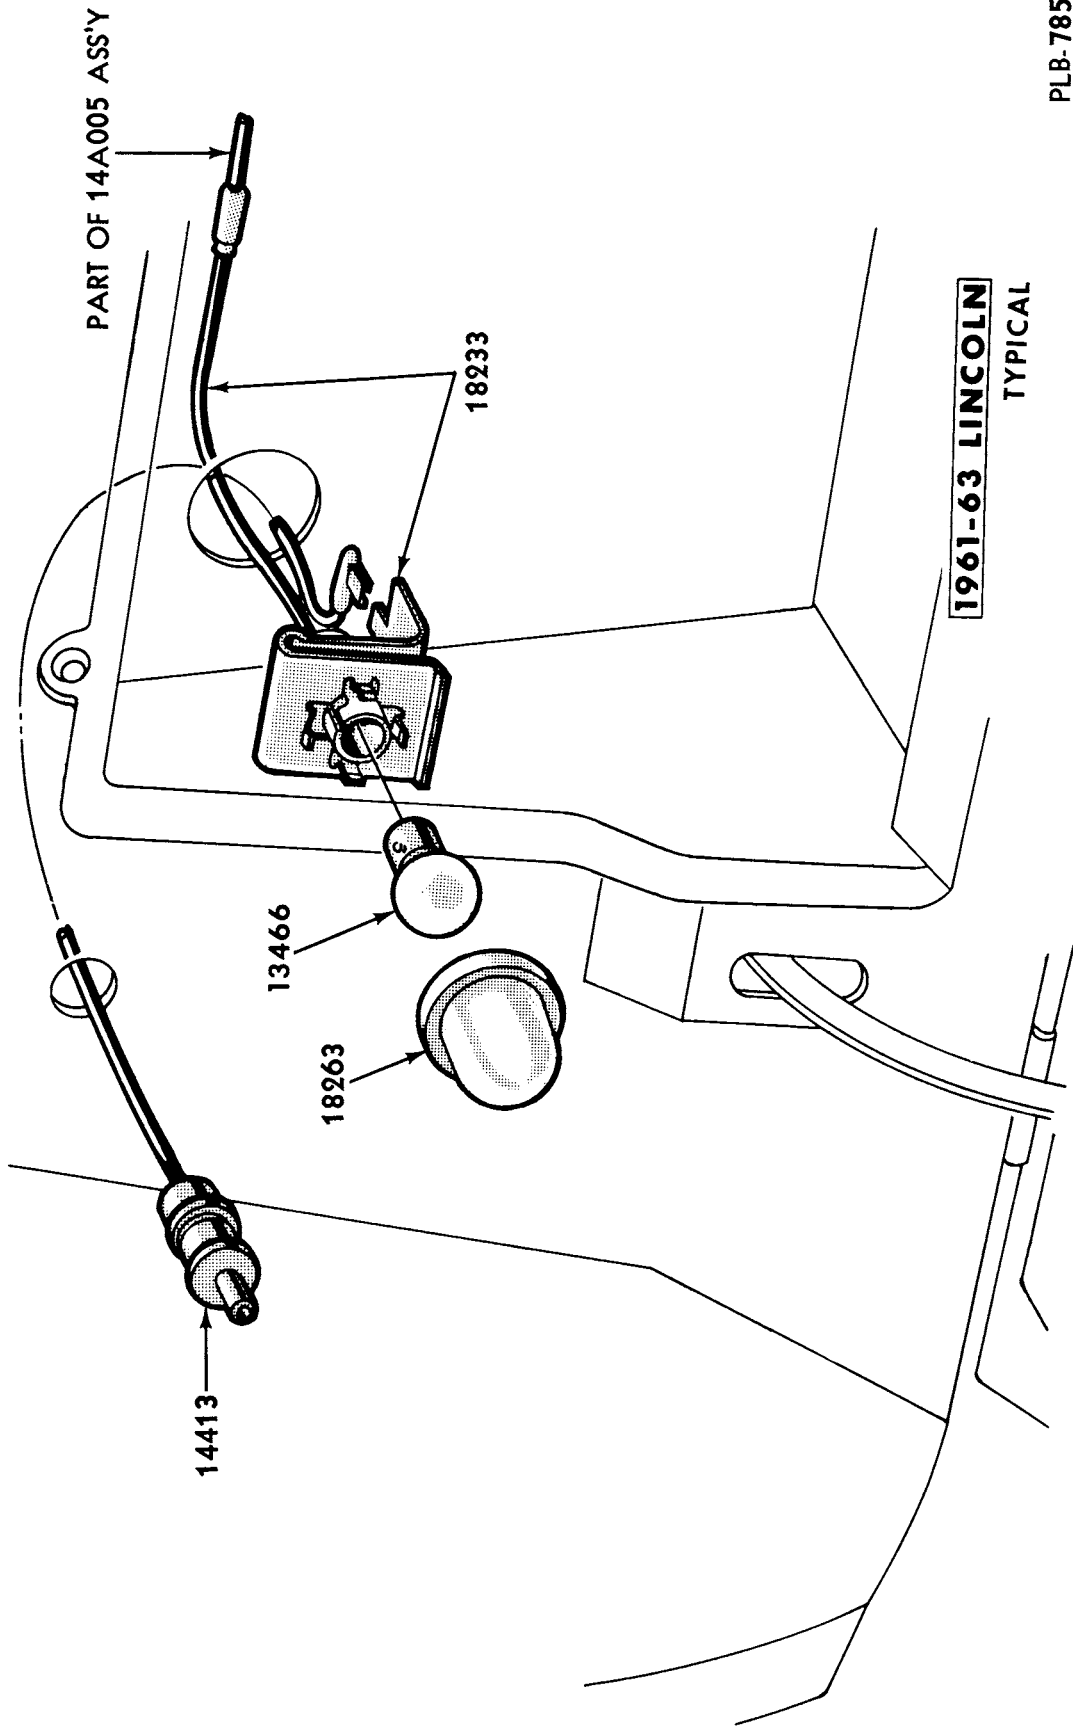 PART OF 14A005 ASS'Y
18233
13466
18263
14413
1961-63 LINCOLN
TYPICAL
PLB-785